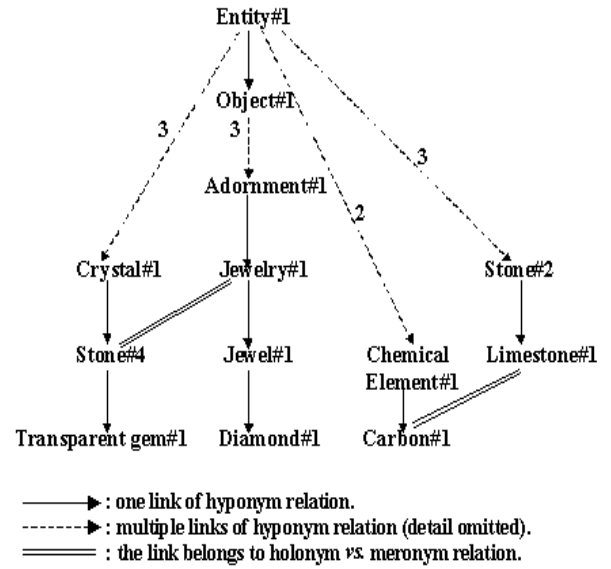 Entity#1
Object#1
3
3
3
Adornment#1
2
Crystal#1
Jewelry#1
Stone#2
Stone#4
Jewel#1
Chemical
Element#1
Limestone#1
Transparent gem#1
Diamond#1
Carbon#1
: one link of hyponym relation.
: multiple links of hyponym relation (detail omitted).
: the link belongs to holonym vs. meronym relation.